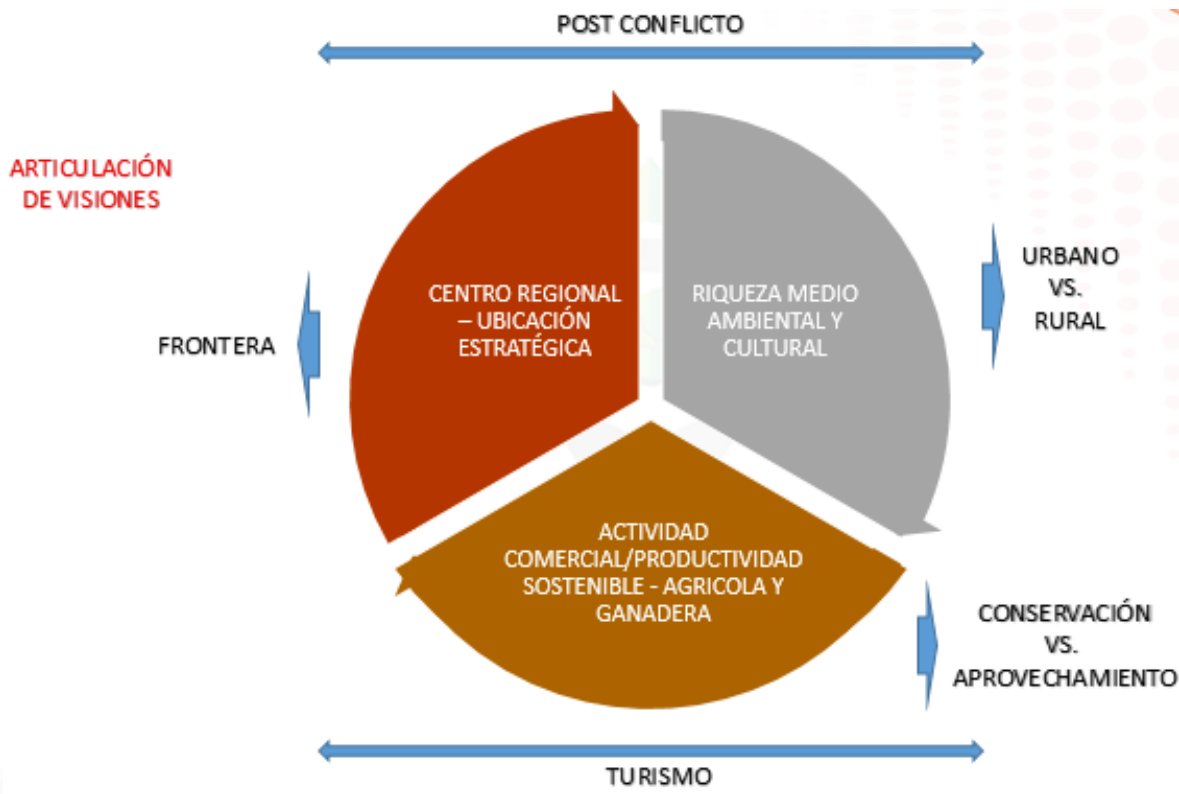 POST CONFLICTO
ARTICULACIÓN
DE VISIONES
CENTRO REGIONAL
– UBICACIÓN
ESTRATÉGICA
RIQUEZA MEDIO
AMBIENTAL Y
CULTURAL
URBANO
VS.
RURAL
FRONTERA
ACTIVIDAD
COMERCIAL/PRODUCTIVIDAD
SOSTENIBLE - AGRICOLA Y
GANADERA
CONSERVACIÓN
VS.
APROVECHAMIENTO
TURISMO